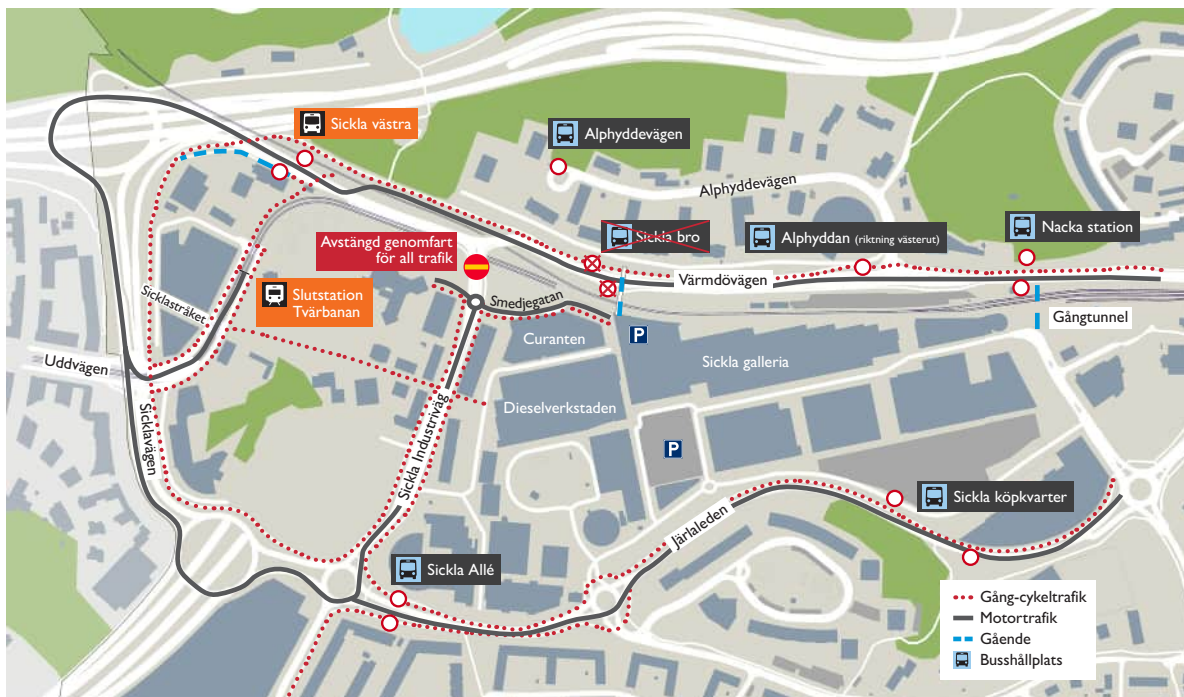 Sickla västra
Alphyddevägen
Alphyddevägen
Sickla bro
Alphyddan (riktning västerut)
Nacka station
Avstängd genomfart
för all trafik
Värmdövägen
Slutstation
Tvärbanan
Sicklastråket
Smedjegatan
Gångtunnel
P
Curanten
Sickla galleria
Uddvägen
Dieselverkstaden
Sicklavägen
Sickla Industriväg
P
Sickla köpkvarter
Järlaleden
Sickla Allé
Gång-cykeltrafik
Motortrafik
Gående
Busshållplats